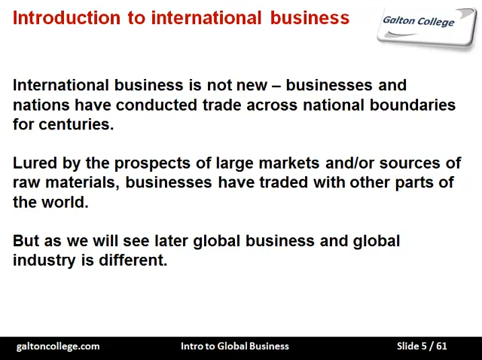 Introduction to international business
Galton College
International business is not new – businesses and
nations have conducted trade across national boundaries
for centuries.
Lured by the prospects of large markets and/or sources of
raw materials, businesses have traded with other parts of
the world.
But as we will see later global business and global
industry is different.
galtoncollege.com
Intro to Global Business
Slide 5 / 61